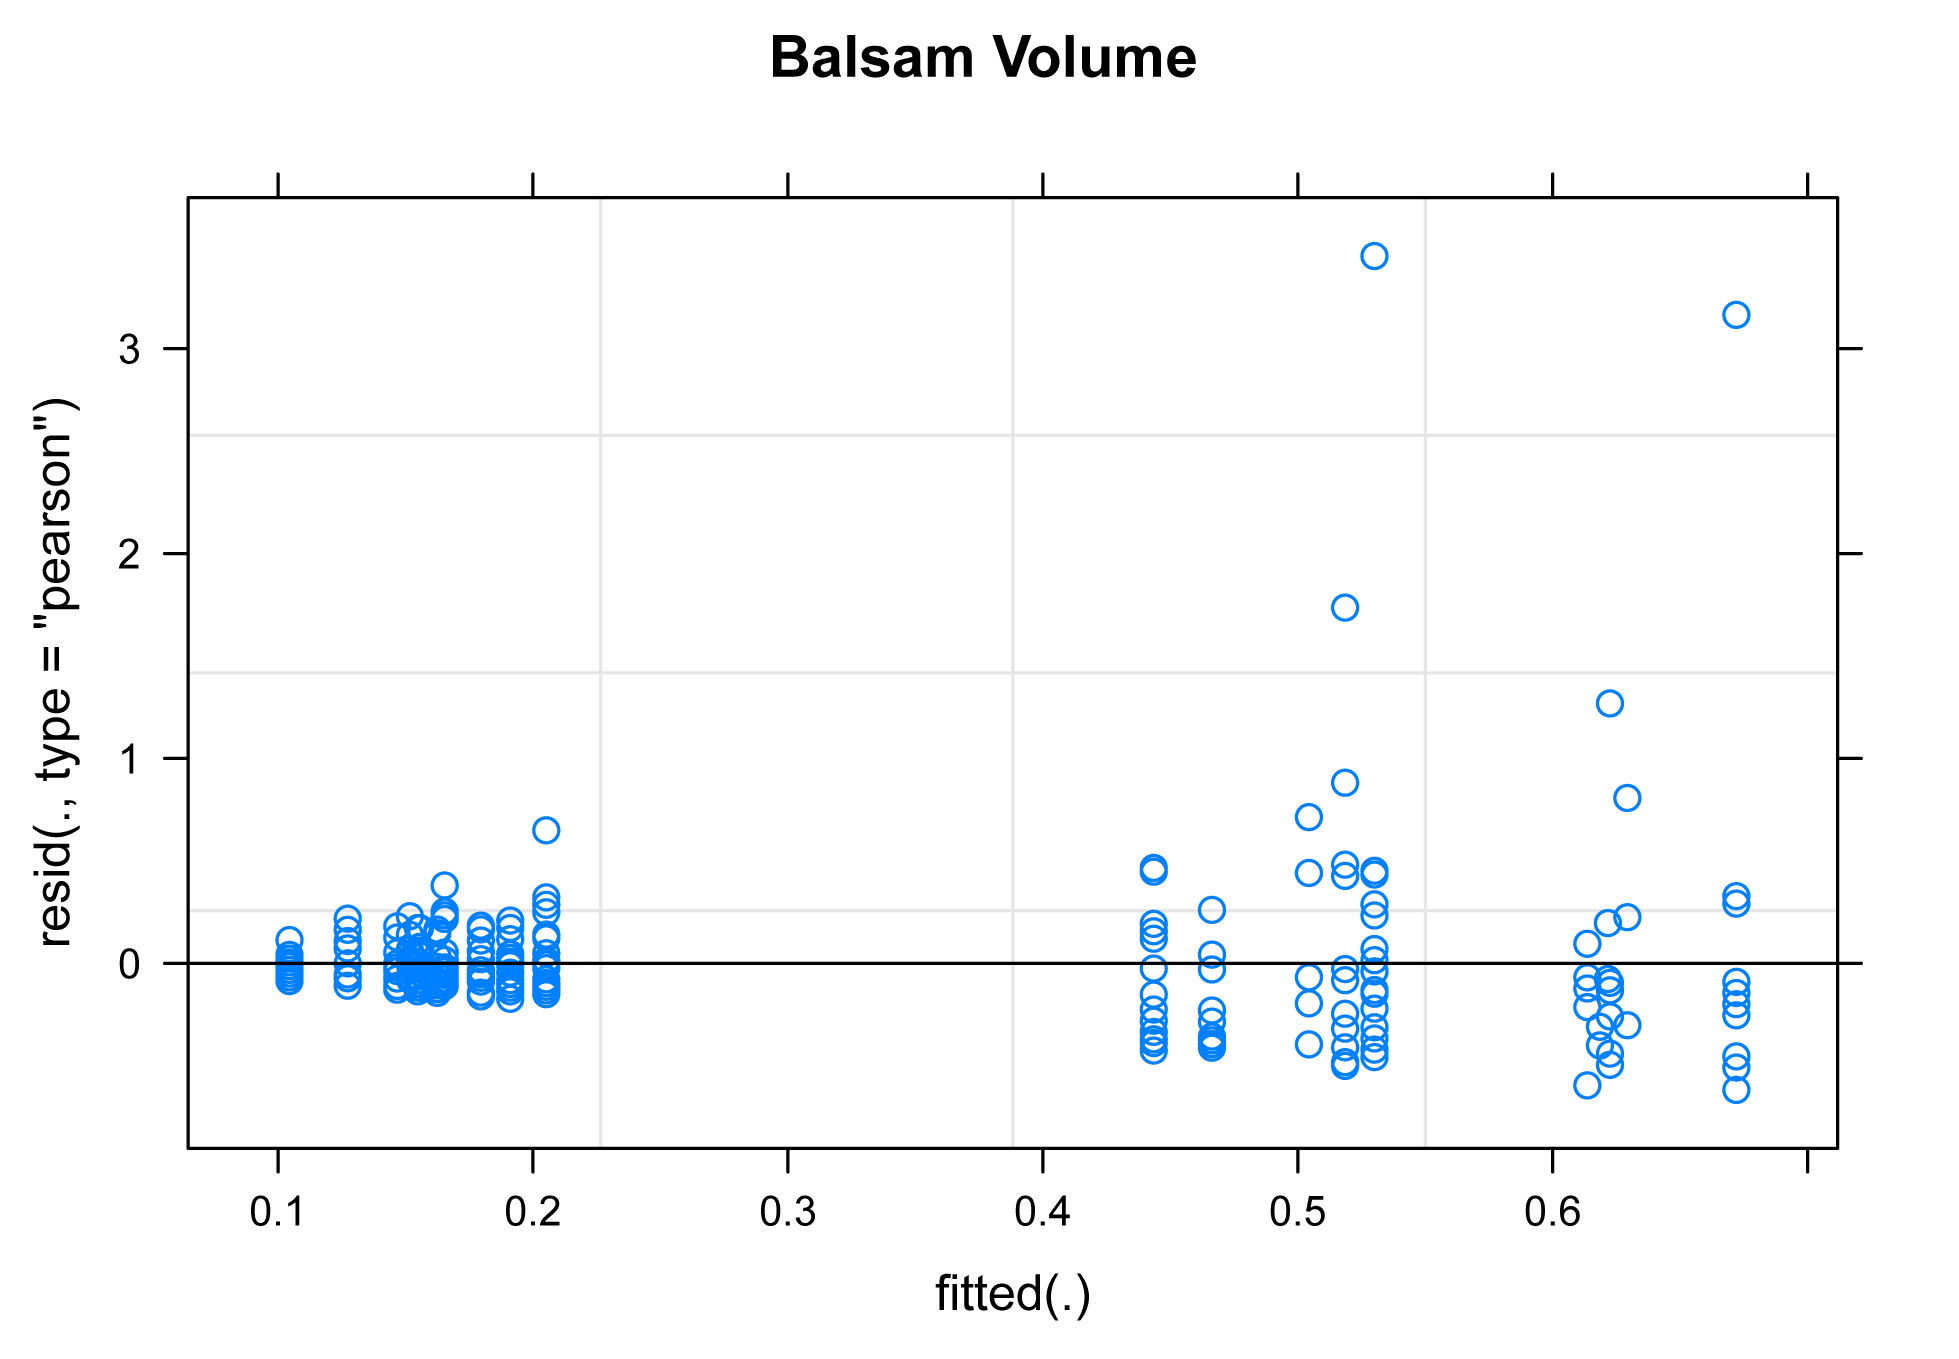 Balsam Volume
resid(., type = "pearson")
3
2
1
0
0.1 0.2 0.3 0.4 0.5 0.6
fitted(.)